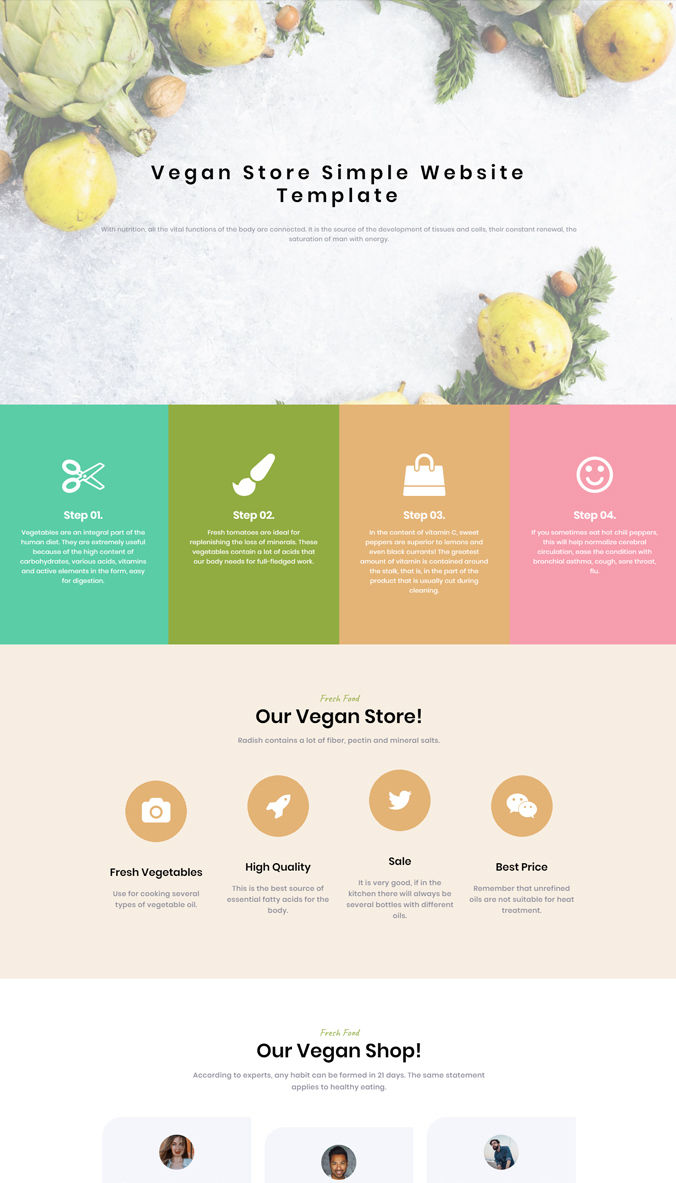 Vegan Store Simple Website
Template
With nutrition, all the vital functions of the body are connected. It is the source of the development of tissues and cells, their constant renewal, the
saturation of man with energy.
Step 01.
Vegetables are an integral part of the
human diet. They are extremely useful
because of the high content of
carbohydrates, various acids, vitamins
and active elements in the form, easy
for digestion.
Step 02.
Fresh tomatoes are ideal for
replenishing the loss of minerals. These
vegetables contain a lot of acids that
our body needs for full-fledged work.
Step 03.
In the content of vitamin C, sweet
peppers are superior to lemons and
even black currants! The greatest
amount of vitamin is contained around
the stalk, that is, in the part of the
product that is usually cut during
cleaning.
Step 04.
If you sometimes eat hot chili peppers,
this will help normalize cerebral
circulation, ease the condition with
bronchial asthma, cough, sore throat,
flu.
Fresh Food
Our Vegan Store!
Radish contains a lot of fiber, pectin and mineral salts.
Fresh Vegetables
Use for cooking several
types of vegetable oil.
High Quality
This is the best source of
essential fatty acids for the
body.
Sale
It is very good, if in the
kitchen there will always be
several bottles with different
oils.
Best Price
Remember that unrefined
oils are not suitable for heat
treatment.
Fresh Food
Our Vegan Shop!
According to experts, any habit can be formed in 21 days. The same statement
applies to healthy eating.